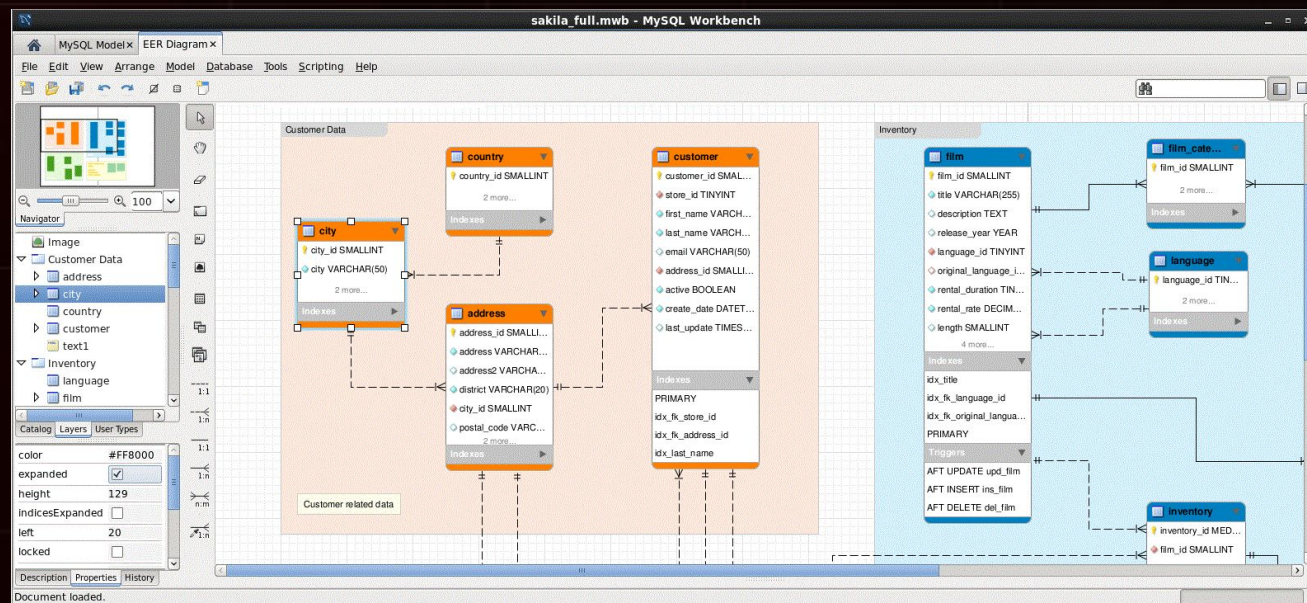 sakila_full.mwb - MySQL Workbench
MySQL Model× EER Diagram×
File Edit View Arrange Model Database Tools Scripting Help
100
Navigator
Image
Customer Data
address
city
country
customer
text1
Inventory
language
film
Catalog Layers User Types
color #FF8000
expanded
height 129
indicesExpanded
left 20
locked
Description Properties History
Document loaded.
1:1
1:n
1:1
1:n
n:m
1:n
Customer Data
country
country_id SMALLINT
2 more...
Indexes
city
city_id SMALLINT
city VARCHAR(50)
2 more...
Indexes
address
address_id SMALLI...
address VARCHAR...
address2 VARCHA...
district VARCHAR(20)
city_id SMALLINT
postal_code VARC...
2 more...
Indexes
customer
customer_id SMAL...
store_id TINYINT
first_name VARCH...
last_name VARCH...
email VARCHAR(50)
address_id SMALLI...
active BOOLEAN
create_date DATET...
last_update TIMES...
Indexes
PRIMARY
idx_fk_store_id
idx_fk_address_id
idx_last_name
Customer related data
Inventory
film
film_id SMALLINT
title VARCHAR(255)
description TEXT
release_year YEAR
language_id TINYINT
original_language_i...
rental_duration TIN...
rental_rate DECIM...
length SMALLINT
4 more...
Indexes
idx_title
idx_fk_language_id
idx_fk_original_langua...
PRIMARY
Triggers
AFT UPDATE upd_film
AFT INSERT ins_film
AFT DELETE del_film
film_cate...
film_id SMALLINT
2 more...
Indexes
language
language_id TIN...
2 more...
Indexes
inventory
inventory_id MED...
film_id SMALLINT